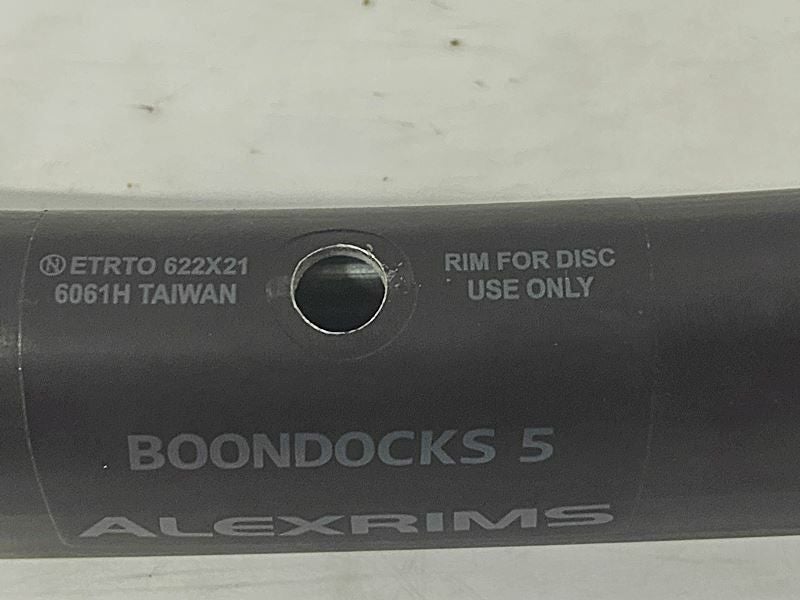 Ⓝ ETRTO 622X21
6061H TAIWAN
RIM FOR DISC
USE ONLY
BOONDOCKS 5
ALEXRIMS